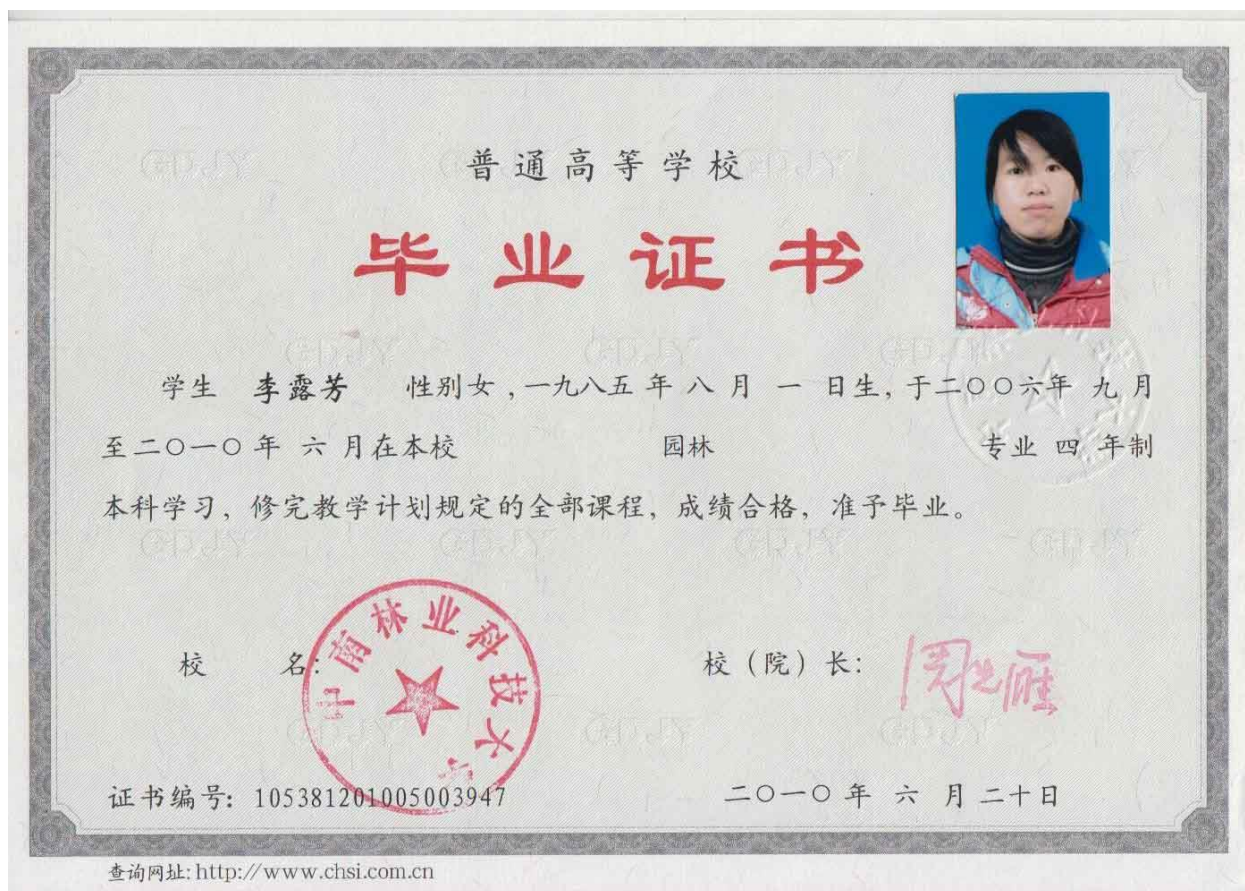 普通高等学校
毕业证书
学生 李露芳 性别女，一九八五年八月一日生，于二〇〇六年九月
至二〇一〇年六月在本校 园林 专业四年制
本科学习，修完教学计划规定的全部课程，成绩合格，准予毕业。
校 名：
中南林业科技大学
校（院）长：
证书编号：105381201005003947
二〇一〇年六月二十日
查询网址：http://www.chsi.com.cn